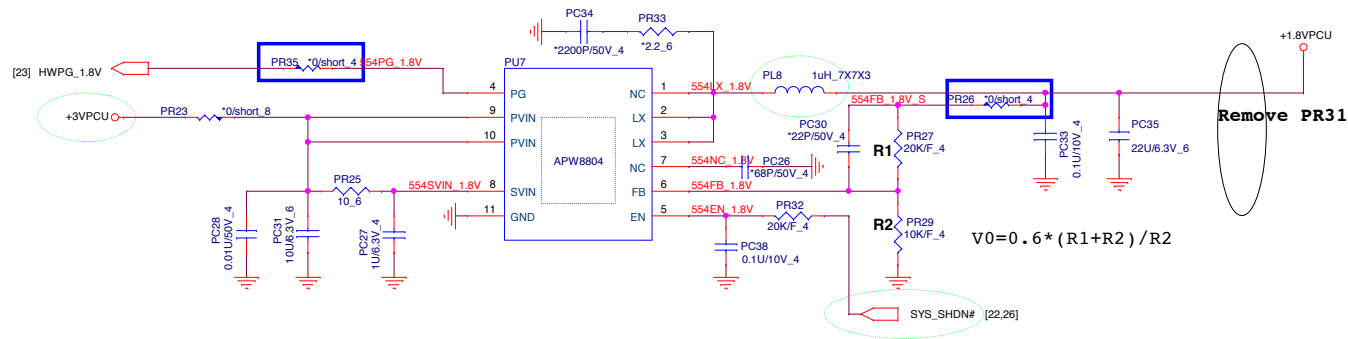 PC34
PR33
*2200P/50V_4
*2.2_6
+1.8VPCU
[23] HWPG_1.8V
PR35
*0/short_4
554PG_1.8V
PU7
PL8
1uH_7X7X3
4
PG
NC
1
554LX_1.8V
554FB_1.8V_S
PR26
*0/short_4
+3VPCU
PR23
*0/short_8
9
PVIN
LX
2
PC30
*22P/50V_4
PR27
20K/F_4
R1
PC33
0.1U/10V_4
PC35
22U/6.3V_6
Remove PR31
10
PVIN
LX
3
APW8804
NC
7
554NC_1.8V
PC26
*68P/50V_4
PR25
10_6
554SVIN_1.8V
8
SVIN
FB
6
554FB_1.8V
11
GND
EN
5
554EN_1.8V
PR32
20K/F_4
R2
PR29
10K/F_4
PC28
0.01U/50V_4
PC31
10U/6.3V_6
PC27
1U/6.3V_4
PC38
0.1U/10V_4
V0=0.6*(R1+R2)/R2
SYS_SHDN# [22,26]